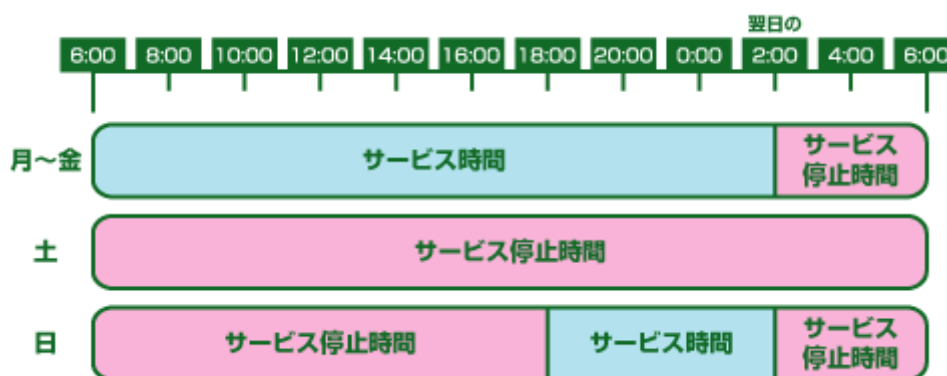 翌日の
6:00 8:00 10:00 12:00 14:00 16:00 18:00 20:00 0:00 2:00 4:00 6:00
月～金 サービス時間 サービス
停止時間
土 サービス停止時間
日 サービス停止時間 サービス時間 サービス
停止時間